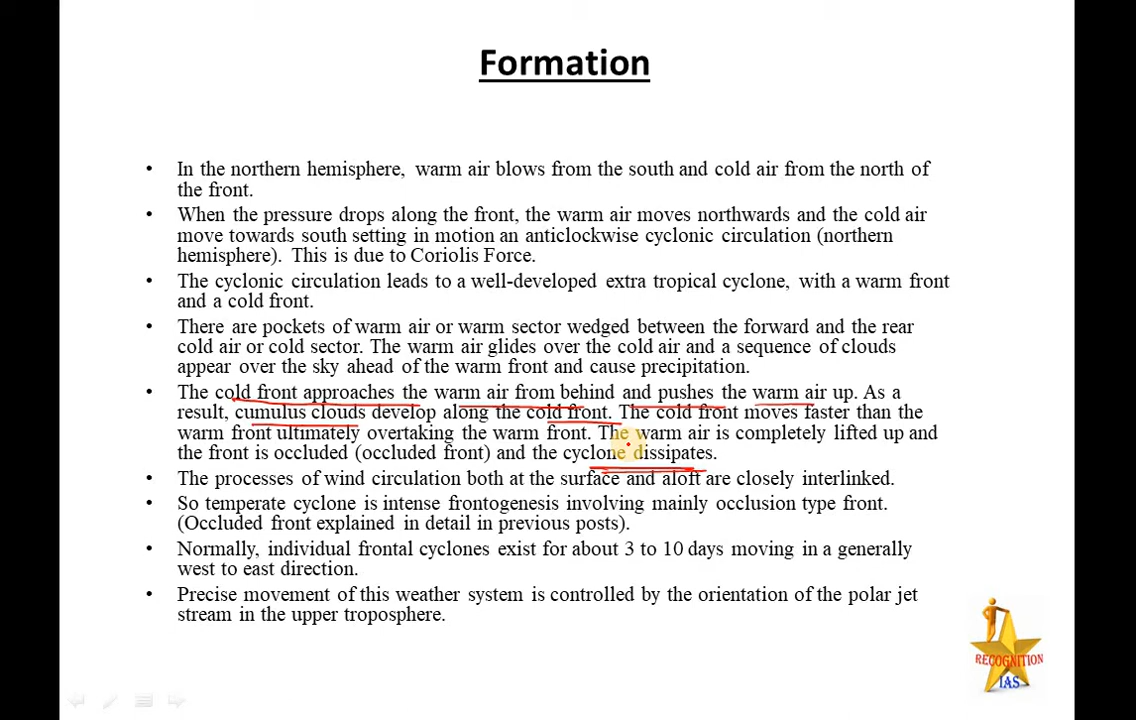 Formation
• In the northern hemisphere, warm air blows from the south and cold air from the north of
the front.
• When the pressure drops along the front, the warm air moves northwards and the cold air
move towards south setting in motion an anticlockwise cyclonic circulation (northern
hemisphere). This is due to Coriolis Force.
• The cyclonic circulation leads to a well-developed extra tropical cyclone, with a warm front
and a cold front.
• There are pockets of warm air or warm sector wedged between the forward and the rear
cold air or cold sector. The warm air glides over the cold air and a sequence of clouds
appear over the sky ahead of the warm front and cause precipitation.
• The cold front approaches the warm air from behind and pushes the warm air up. As a
result, cumulus clouds develop along the cold front. The cold front moves faster than the
warm front ultimately overtaking the warm front. The warm air is completely lifted up and
the front is occluded (occluded front) and the cyclone dissipates.
• The processes of wind circulation both at the surface and aloft are closely interlinked.
• So temperate cyclone is intense frontogenesis involving mainly occlusion type front.
(Occluded front explained in detail in previous posts).
• Normally, individual frontal cyclones exist for about 3 to 10 days moving in a generally
west to east direction.
• Precise movement of this weather system is controlled by the orientation of the polar jet
stream in the upper troposphere.
RECOGNITION
IAS